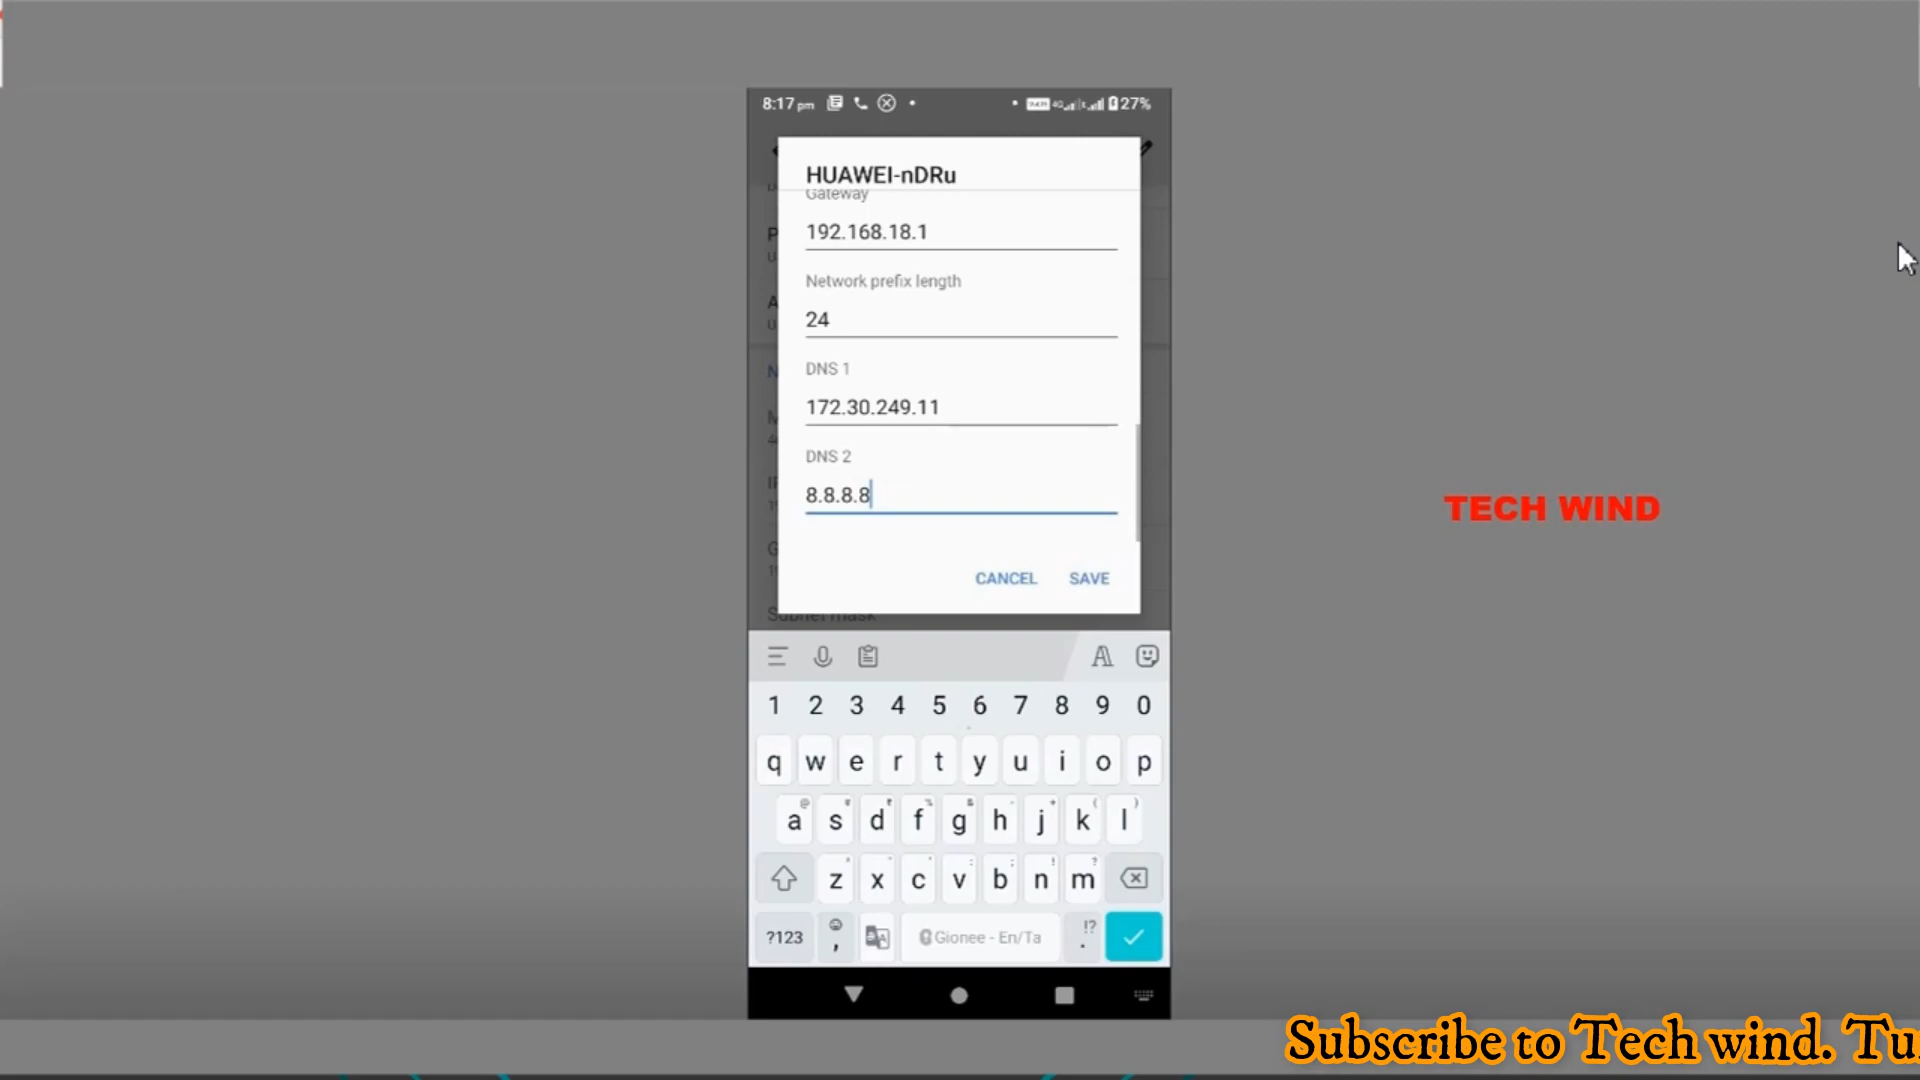 8:17 pm
27%
HUAWEI-nDRu
Gateway
192.168.18.1
Network prefix length
24
DNS 1
172.30.249.11
DNS 2
8.8.8.8
CANCEL SAVE
Subnet mask
TECH WIND
1 2 3 4 5 6 7 8 9 0
q w e r t y u i o p
a s d f g h j k l
z x c v b n m
?123 , Gionee - En/Ta . !?
Subscribe to Tech wind. Tu